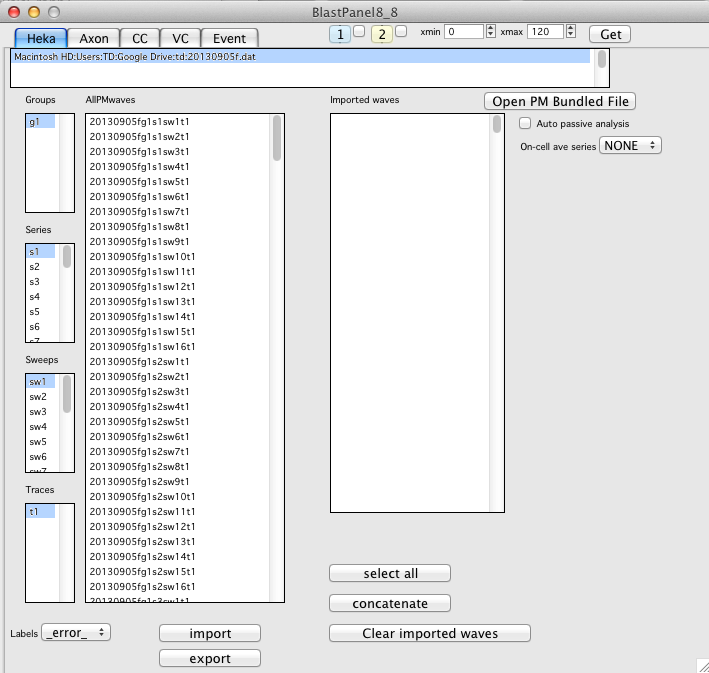 BlastPanel8_8
Heka Axon CC VC Event 1 2 xmin 0 xmax 120 Get
Macintosh HD:Users:TD:Google Drive:td:20130905f.dat
Groups AllPMwaves Imported waves Open PM Bundled File
Auto passive analysis
On-cell ave series NONE
g1
Series
s1
s2
s3
s4
s5
s6
s7
Sweeps
sw1
sw2
sw3
sw4
sw5
sw6
sw7
Traces
t1
20130905fg1s1sw1t1
20130905fg1s1sw2t1
20130905fg1s1sw3t1
20130905fg1s1sw4t1
20130905fg1s1sw5t1
20130905fg1s1sw6t1
20130905fg1s1sw7t1
20130905fg1s1sw8t1
20130905fg1s1sw9t1
20130905fg1s1sw10t1
20130905fg1s1sw11t1
20130905fg1s1sw12t1
20130905fg1s1sw13t1
20130905fg1s1sw14t1
20130905fg1s1sw15t1
20130905fg1s1sw16t1
20130905fg1s2sw1t1
20130905fg1s2sw2t1
20130905fg1s2sw3t1
20130905fg1s2sw4t1
20130905fg1s2sw5t1
20130905fg1s2sw6t1
20130905fg1s2sw7t1
20130905fg1s2sw8t1
20130905fg1s2sw9t1
20130905fg1s2sw10t1
20130905fg1s2sw11t1
20130905fg1s2sw12t1
20130905fg1s2sw13t1
20130905fg1s2sw14t1
20130905fg1s2sw15t1
20130905fg1s2sw16t1
20130905fg1s3sw1t1
select all
concatenate
Labels _error_ import Clear imported waves
export